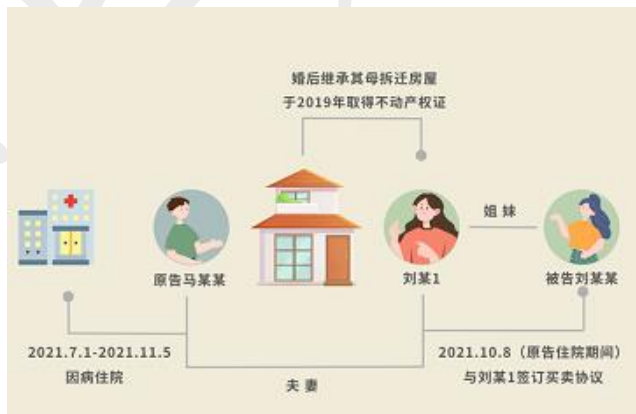 婚后继承其母拆迁房屋
于2019年取得不动产权证
姐妹
原告马某某
刘某1
被告刘某某
2021.7.1-2021.11.5
因病住院
夫妻
2021.10.8（原告住院期间）
与刘某1签订买卖协议